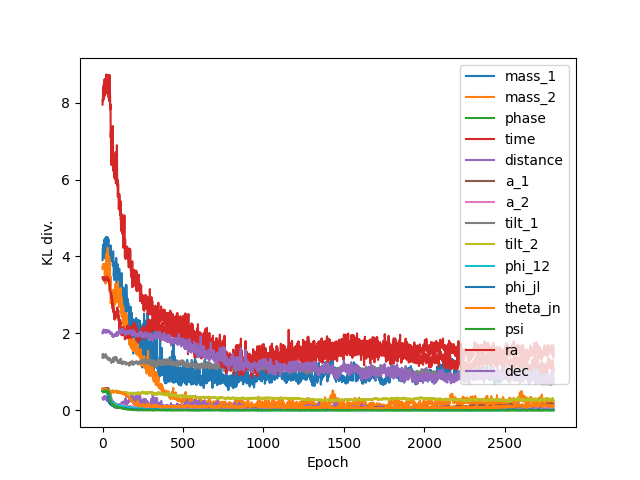 KL div.
8
6
4
2
0
0
500
1000
1500
2000
2500
Epoch
mass_1
mass_2
phase
time
distance
a_1
a_2
tilt_1
tilt_2
phi_12
phi_jl
theta_jn
psi
ra
dec